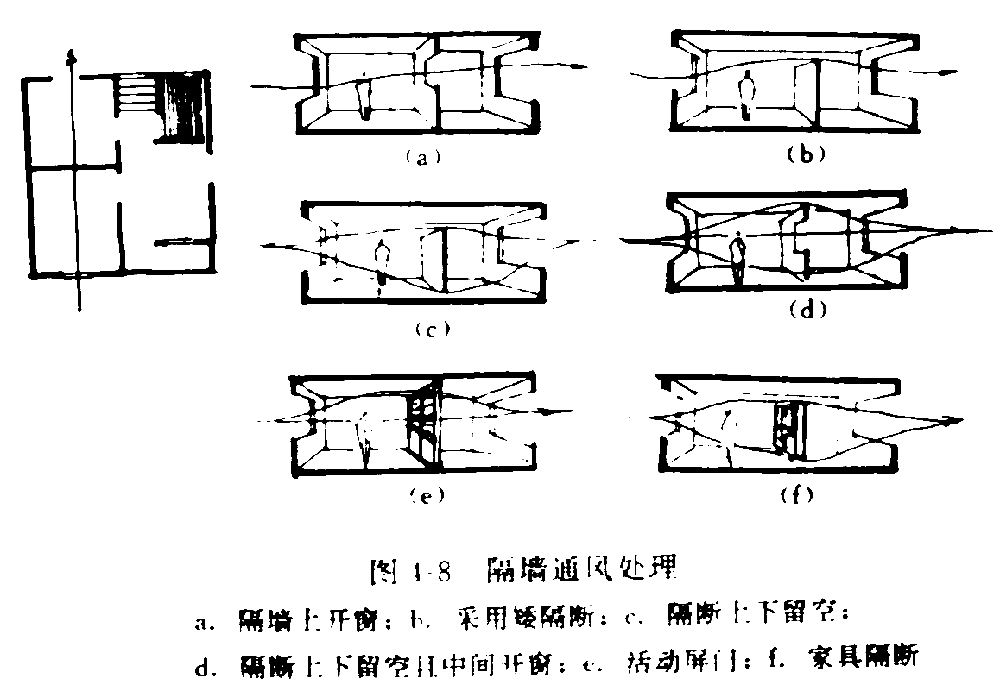 (a)
(b)
(c)
(d)
(e)
(f)
图 4-8 隔墙通风处理
a. 隔墙上开窗；b. 采用矮隔断；c. 隔断上下留空；
d. 隔断上下留空且中间开窗；e. 活动屏门；f. 家具隔断